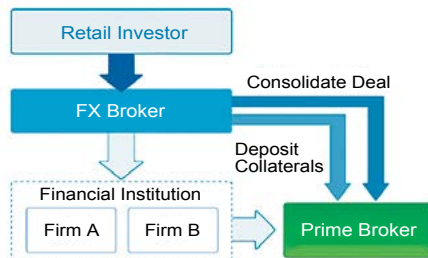 Retail Investor
Consolidate Deal
FX Broker
Deposit
Collaterals
Financial Institution
Firm A
Firm B
Prime Broker